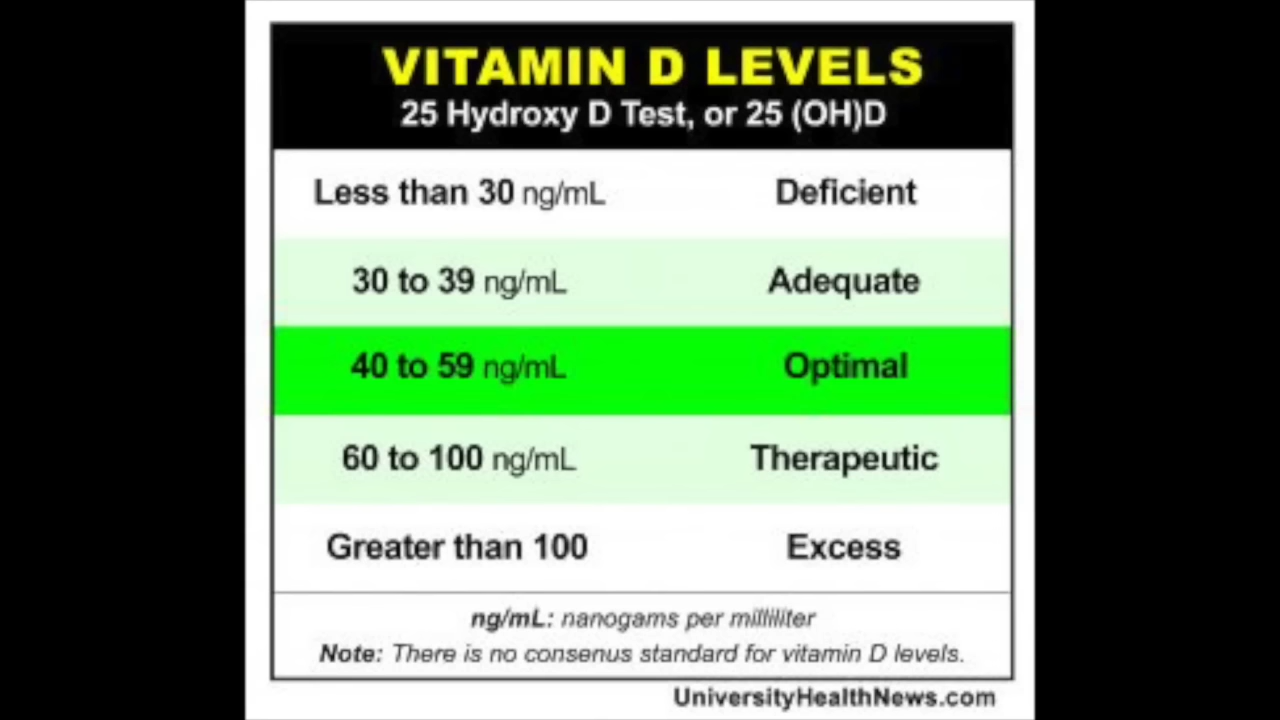 VITAMIN D LEVELS
25 Hydroxy D Test, or 25 (OH)D
Less than 30 ng/mL Deficient
30 to 39 ng/mL Adequate
40 to 59 ng/mL Optimal
60 to 100 ng/mL Therapeutic
Greater than 100 Excess
ng/mL: nanogams per milliliter
Note: There is no consenus standard for vitamin D levels.
UniversityHealthNews.com